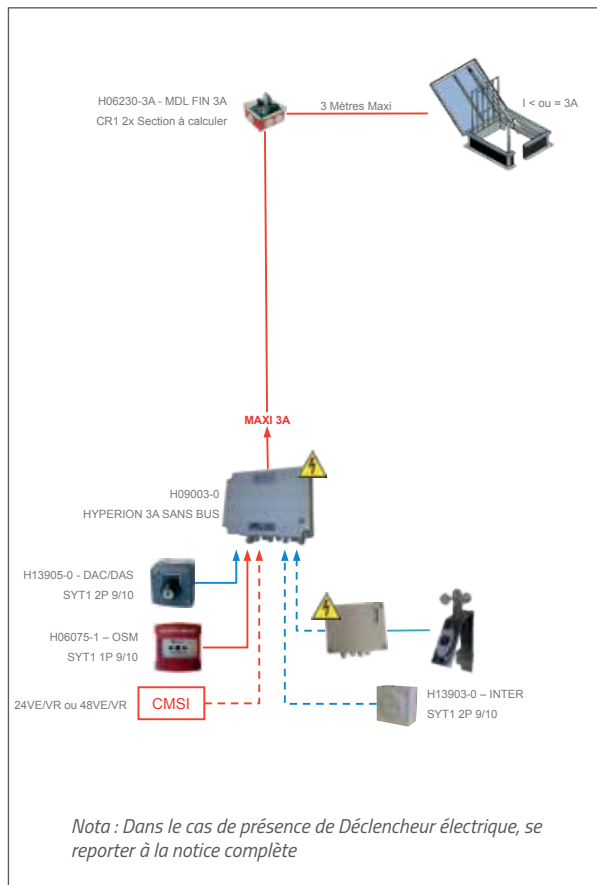 H06230-3A - MDL FIN 3A
CR1 2x Section à calculer
3 Mètres Maxi
I < ou = 3A
MAXI 3A
H09003-0
HYPERION 3A SANS BUS
H13905-0 - DAC/DAS
SYT1 2P 9/10
H06075-1 – OSM
SYT1 1P 9/10
24VE/VR ou 48VE/VR
CMSI
H13903-0 – INTER
SYT1 2P 9/10
Nota : Dans le cas de présence de Déclencheur électrique, se
reporter à la notice complète